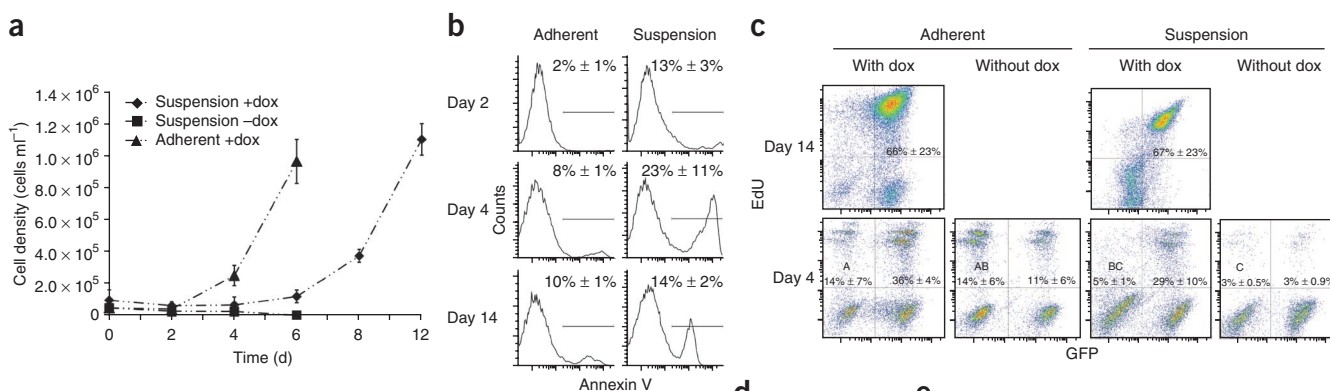 a
1.4 × 10⁶
1.2 × 10⁶
1.0 × 10⁶
8.0 × 10⁵
6.0 × 10⁵
4.0 × 10⁵
2.0 × 10⁵
0
Cell density (cells ml⁻¹)
Suspension +dox
Suspension –dox
Adherent +dox
0 2 4 6 8 10 12
Time (d)
b
Adherent Suspension
Day 2
2% ± 1% 13% ± 3%
Day 4
8% ± 1% 23% ± 11%
Day 14
10% ± 1% 14% ± 2%
Counts
Annexin V
c
Adherent Suspension
With dox Without dox With dox Without dox
Day 14
66% ± 23% 67% ± 23%
EdU
Day 4
A AB BC C
14% ± 7% 36% ± 4% 14% ± 6% 11% ± 6% 5% ± 1% 29% ± 10% 3% ± 0.5% 3% ± 0.9%
GFP